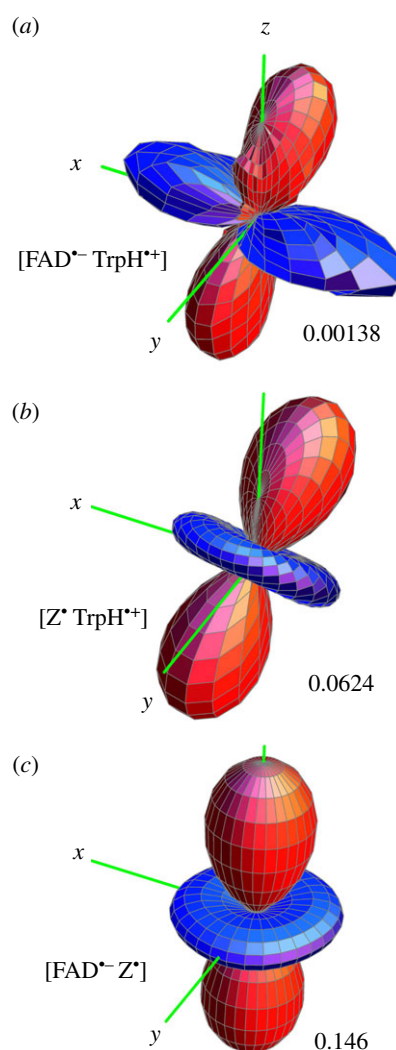 (a)
z
x
[FAD•− TrpH•+]
y
0.00138
(b)
x
[Z• TrpH•+]
y
0.0624
(c)
x
[FAD•− Z•]
y
0.146